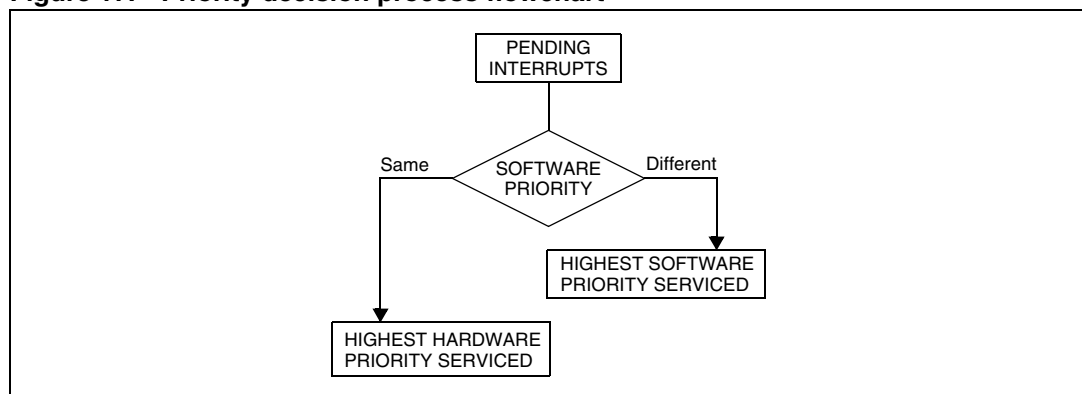 Figure Priority decision process flowchart
PENDING
INTERRUPTS
Same
SOFTWARE
PRIORITY
Different
HIGHEST SOFTWARE
PRIORITY SERVICED
HIGHEST HARDWARE
PRIORITY SERVICED